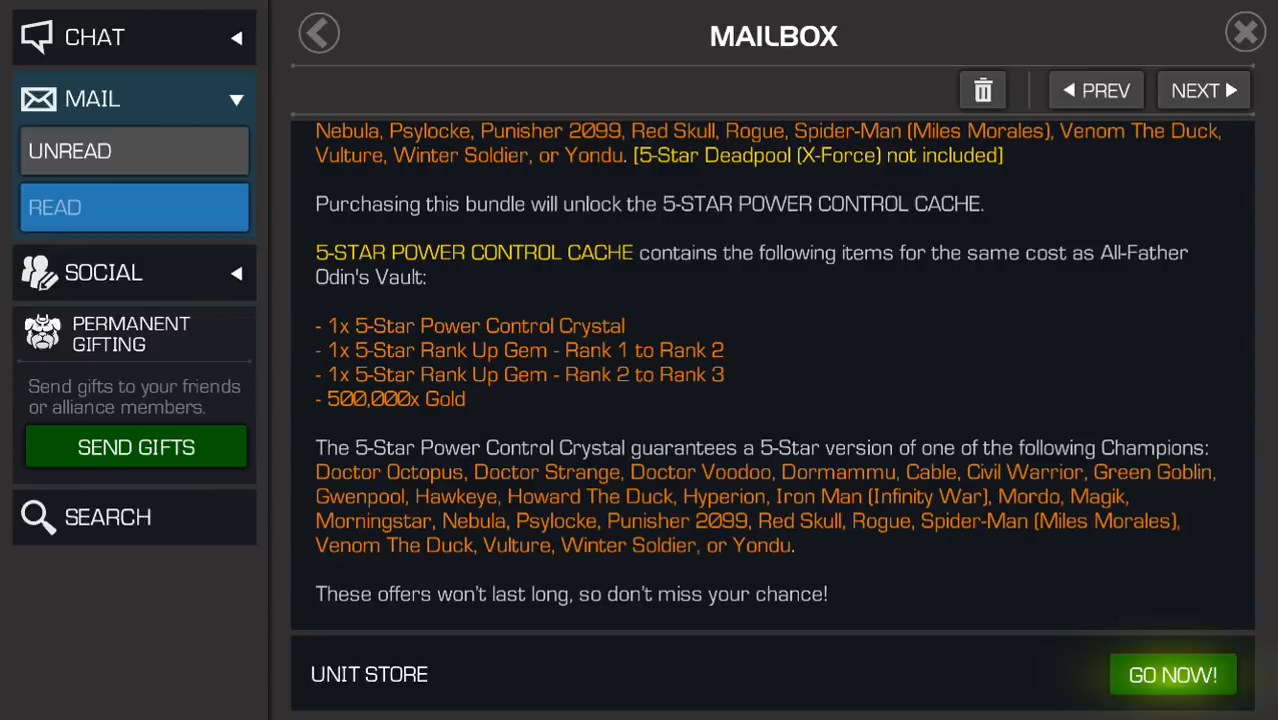 CHAT
MAIL
UNREAD
READ
SOCIAL
PERMANENT
GIFTING
Send gifts to your friends
or alliance members.
SEND GIFTS
SEARCH
MAILBOX
PREV
NEXT
Nebula, Psylocke, Punisher 2099, Red Skull, Rogue, Spider-Man (Miles Morales), Venom The Duck,
Vulture, Winter Soldier, or Yondu. [5-Star Deadpool (X-Force) not included]
Purchasing this bundle will unlock the 5-STAR POWER CONTROL CACHE.
5-STAR POWER CONTROL CACHE contains the following items for the same cost as All-Father
Odin's Vault:
- 1x 5-Star Power Control Crystal
- 1x 5-Star Rank Up Gem - Rank 1 to Rank 2
- 1x 5-Star Rank Up Gem - Rank 2 to Rank 3
- 500,000x Gold
The 5-Star Power Control Crystal guarantees a 5-Star version of one of the following Champions:
Doctor Octopus, Doctor Strange, Doctor Voodoo, Dormammu, Cable, Civil Warrior, Green Goblin,
Gwenpool, Hawkeye, Howard The Duck, Hyperion, Iron Man (Infinity War), Mordo, Magik,
Morningstar, Nebula, Psylocke, Punisher 2099, Red Skull, Rogue, Spider-Man (Miles Morales),
Venom The Duck, Vulture, Winter Soldier, or Yondu.
These offers won't last long, so don't miss your chance!
UNIT STORE
GO NOW!